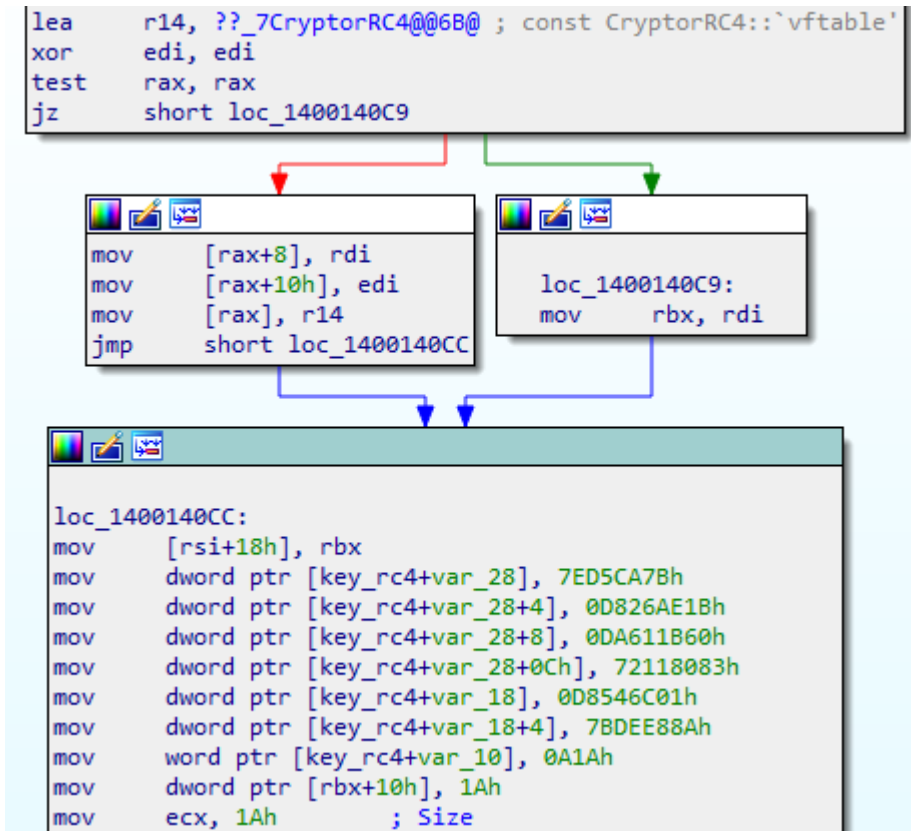 lea r14, ??_7CryptorRC4@@6B@ ; const CryptorRC4::`vftable'
xor edi, edi
test rax, rax
jz short loc_1400140C9
mov [rax+8], rdi
mov [rax+10h], edi
mov [rax], r14
jmp short loc_1400140CC
loc_1400140C9:
mov rbx, rdi
loc_1400140CC:
mov [rsi+18h], rbx
mov dword ptr [key_rc4+var_28], 7ED5CA7Bh
mov dword ptr [key_rc4+var_28+4], 0D826AE1Bh
mov dword ptr [key_rc4+var_28+8], 0DA611B60h
mov dword ptr [key_rc4+var_28+0Ch], 72118083h
mov dword ptr [key_rc4+var_18], 0D8546C01h
mov dword ptr [key_rc4+var_18+4], 7BDEE88Ah
mov word ptr [key_rc4+var_10], 0A1Ah
mov dword ptr [rbx+10h], 1Ah
mov ecx, 1Ah ; Size